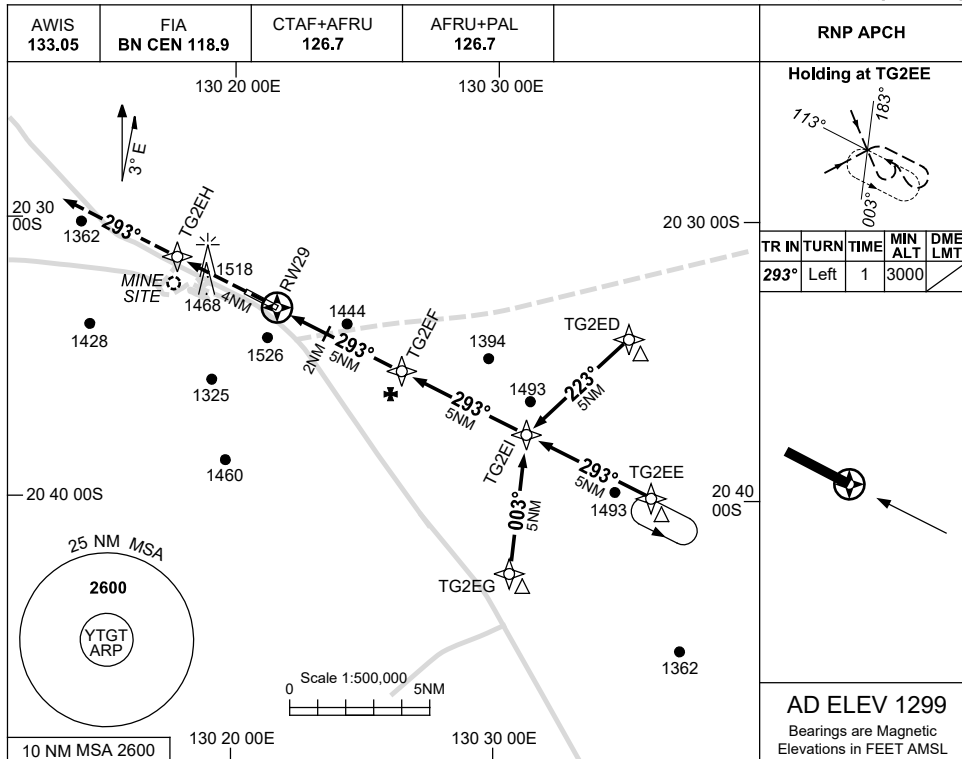 AWIS
133.05
FIA
BN CEN 118.9
CTAF+AFRU
126.7
AFRU+PAL
126.7
RNP APCH
130 20 00E
130 30 00E
3° E
20 30
00S
20 30 00S
TG2EH
293°
1362
MINE
SITE
1518
1468
4NM
RW29
1428
1526
1444
2NM
293°
5NM
TG2EF
1394
TG2ED
1325
1493
223°
5NM
293°
5NM
1460
TG2EI
293°
5NM
TG2EE
20 40 00S
1493
20 40
00S
003°
5NM
TG2EG
25 NM MSA
2600
YTGT
ARP
1362
Scale 1:500,000
0
5NM
10 NM MSA 2600
130 20 00E
130 30 00E
Holding at TG2EE
113°
183°
003°
TR IN
TURN
TIME
MIN
ALT
DME
LMT
293°
Left
1
3000
AD ELEV 1299
Bearings are Magnetic
Elevations in FEET AMSL